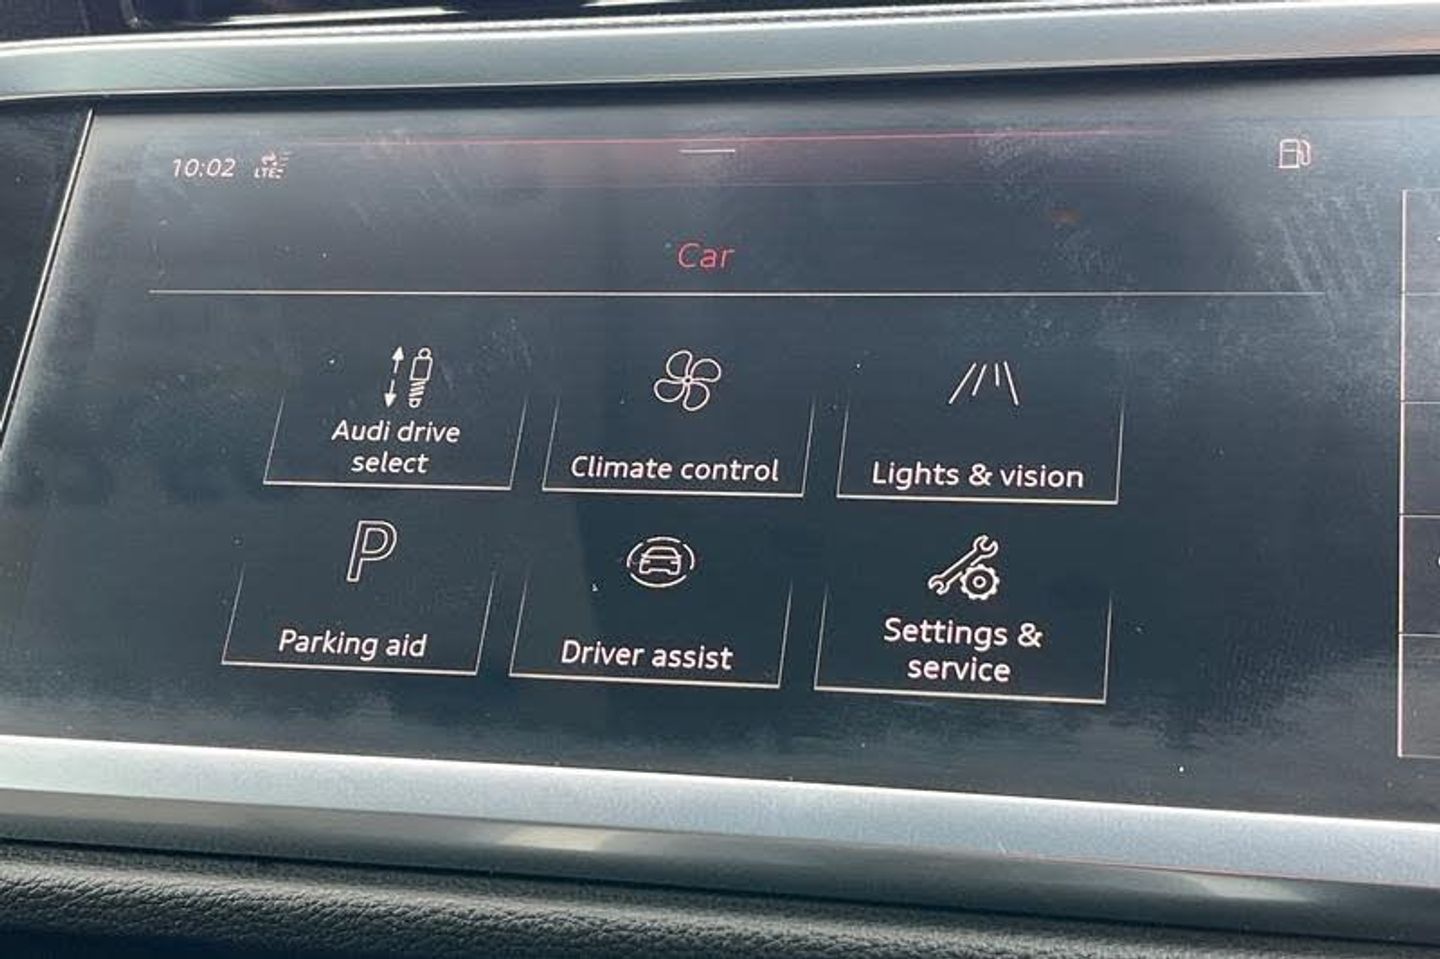 10:02 LTE
Car
Audi drive
select
Climate control
Lights & vision
P
Parking aid
Driver assist
Settings &
service